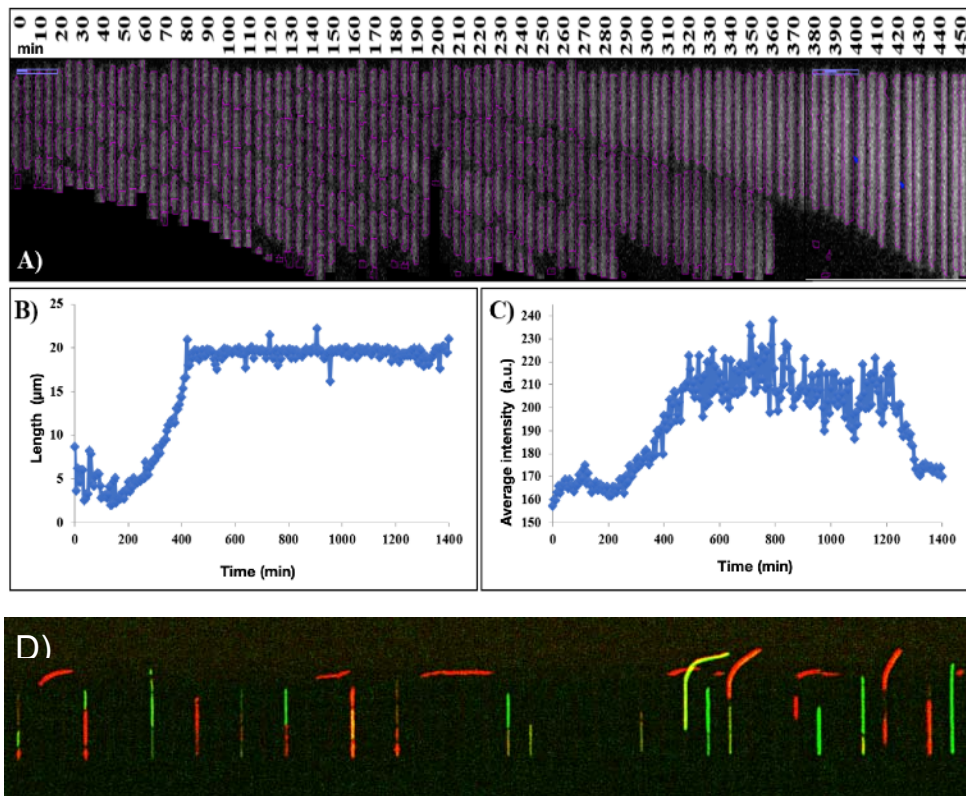 0 10 20 30 40 50 60 70 80 90 100 110 120 130 140 150 160 170 180 190 200 210 220 230 240 250 260 270 280 290 300 310 320 330 340 350 360 370 380 390 400 410 420 430 440 450
min
A)
B)
25
20
15
10
5
0
Length (µm)
0 200 400 600 800 1000 1200 1400
Time (min)
C)
240
230
220
210
200
190
180
170
160
150
Average intensity (a.u.)
0 200 400 600 800 1000 1200 1400
Time (min)
D)